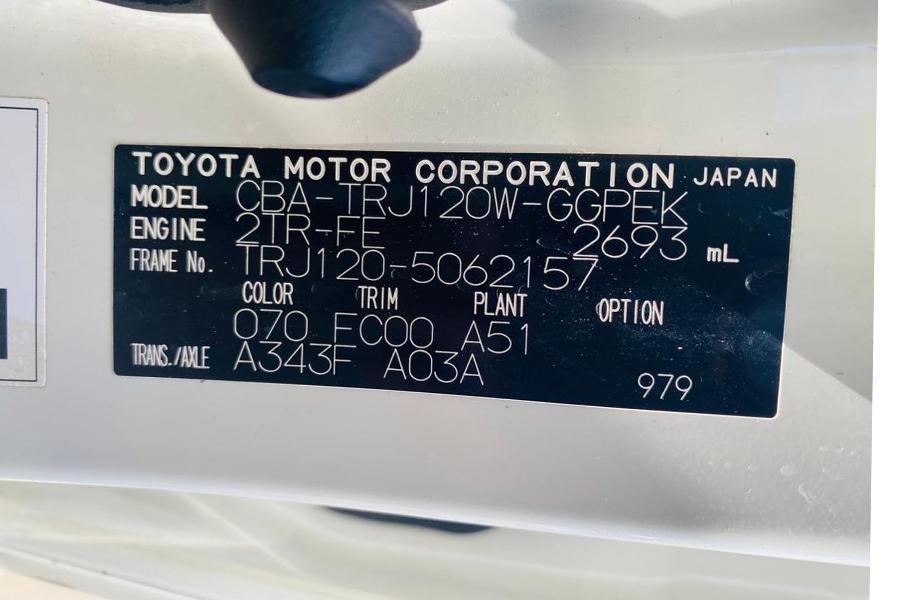 TOYOTA MOTOR CORPORATION JAPAN
MODEL CBA-TRJ120W-GGPEK
ENGINE 2TR-FE 2693 mL
FRAME No. TRJ120-5062157
COLOR TRIM PLANT OPTION
070 FC00 A51
TRANS./AXLE A343F A03A
979